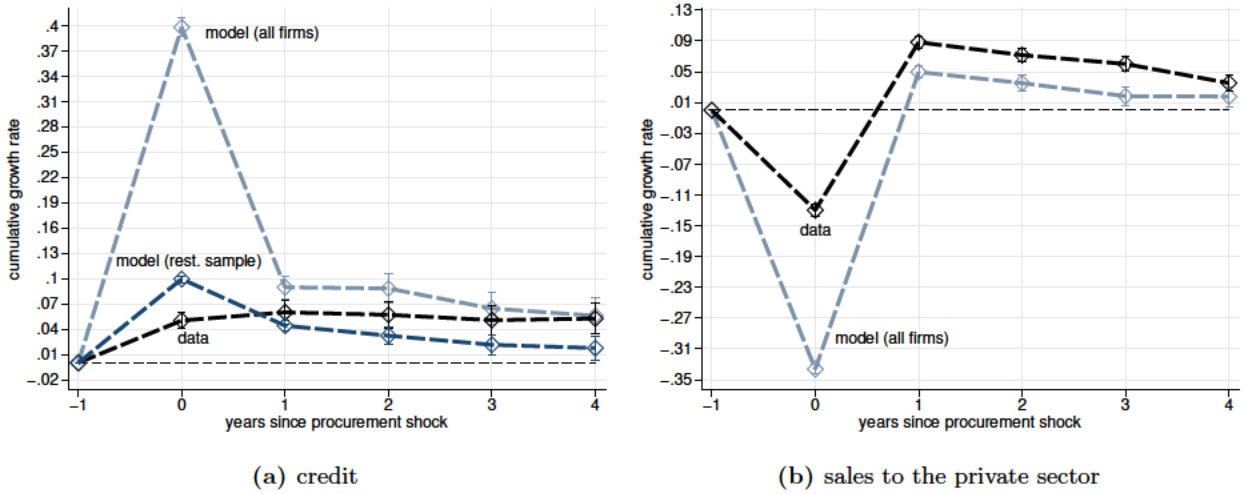 .4
.37
.34
.31
.28
.25
.22
.19
.16
.13
.1
.07
.04
.01
-.02
cumulative growth rate
model (all firms)
model (rest. sample)
data
-1 0 1 2 3 4
years since procurement shock
(a) credit
.13
.09
.05
.01
-.03
-.07
-.11
-.15
-.19
-.23
-.27
-.31
-.35
cumulative growth rate
data
model (all firms)
-1 0 1 2 3 4
years since procurement shock
(b) sales to the private sector